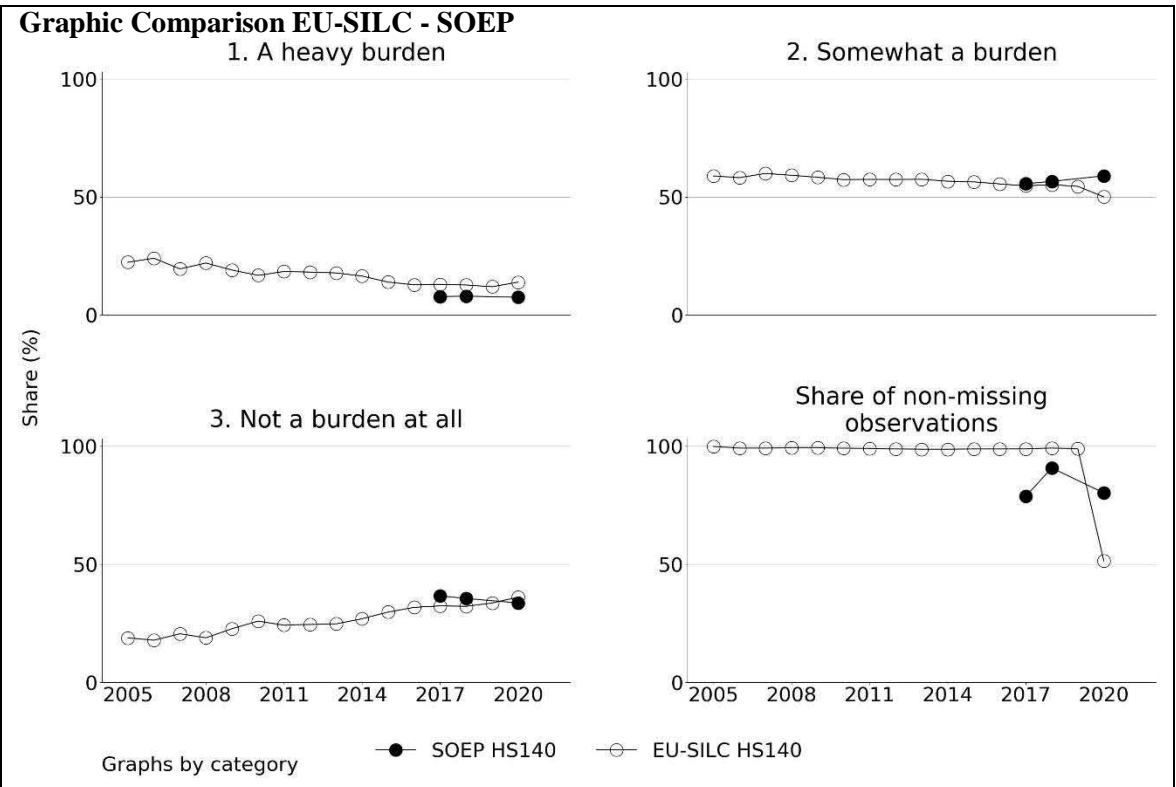 Graphic Comparison EU-SILC - SOEP
1. A heavy burden
100
50
0
2. Somewhat a burden
100
50
0
Share (%)
3. Not a burden at all
100
50
0
2005 2008 2011 2014 2017 2020
Share of non-missing
observations
100
50
0
2005 2008 2011 2014 2017 2020
SOEP HS140 EU-SILC HS140
Graphs by category